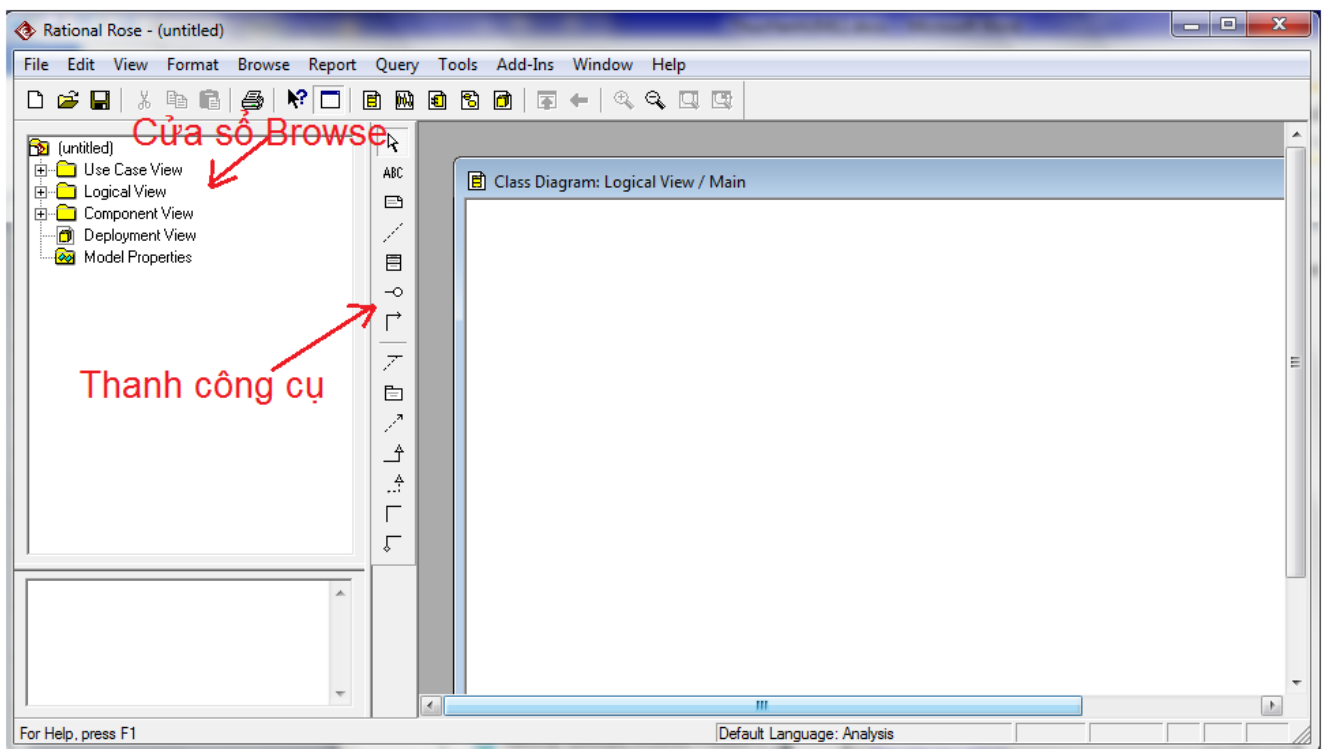 Rational Rose - (untitled)
File Edit View Format Browse Report Query Tools Add-Ins Window Help
Cửa sổ Browse
(untitled)
Use Case View
Logical View
Component View
Deployment View
Model Properties
ABC
Class Diagram: Logical View / Main
Thanh công cụ
For Help, press F1
Default Language: Analysis